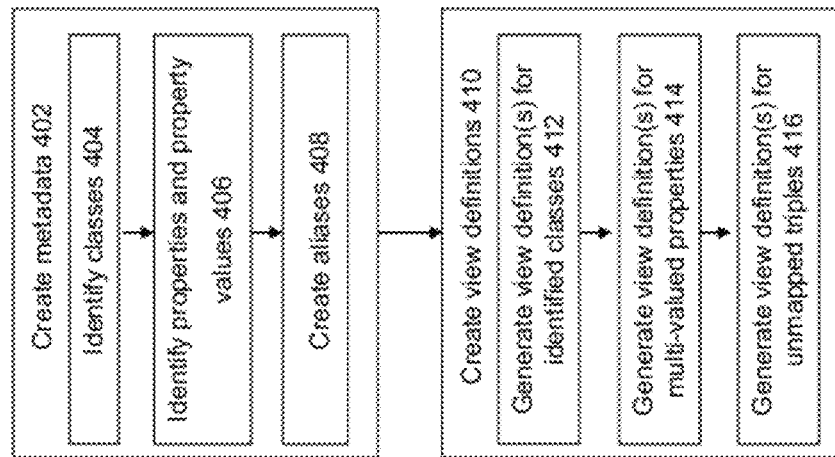 Create metadata 402
Identify classes 404
Identify properties and property
values 406
Create aliases 408
Create view definitions 410
Generate view definition(s) for
identified classes 412
Generate view definition(s) for
multi-valued properties 414
Generate view definition(s) for
unmapped triples 416